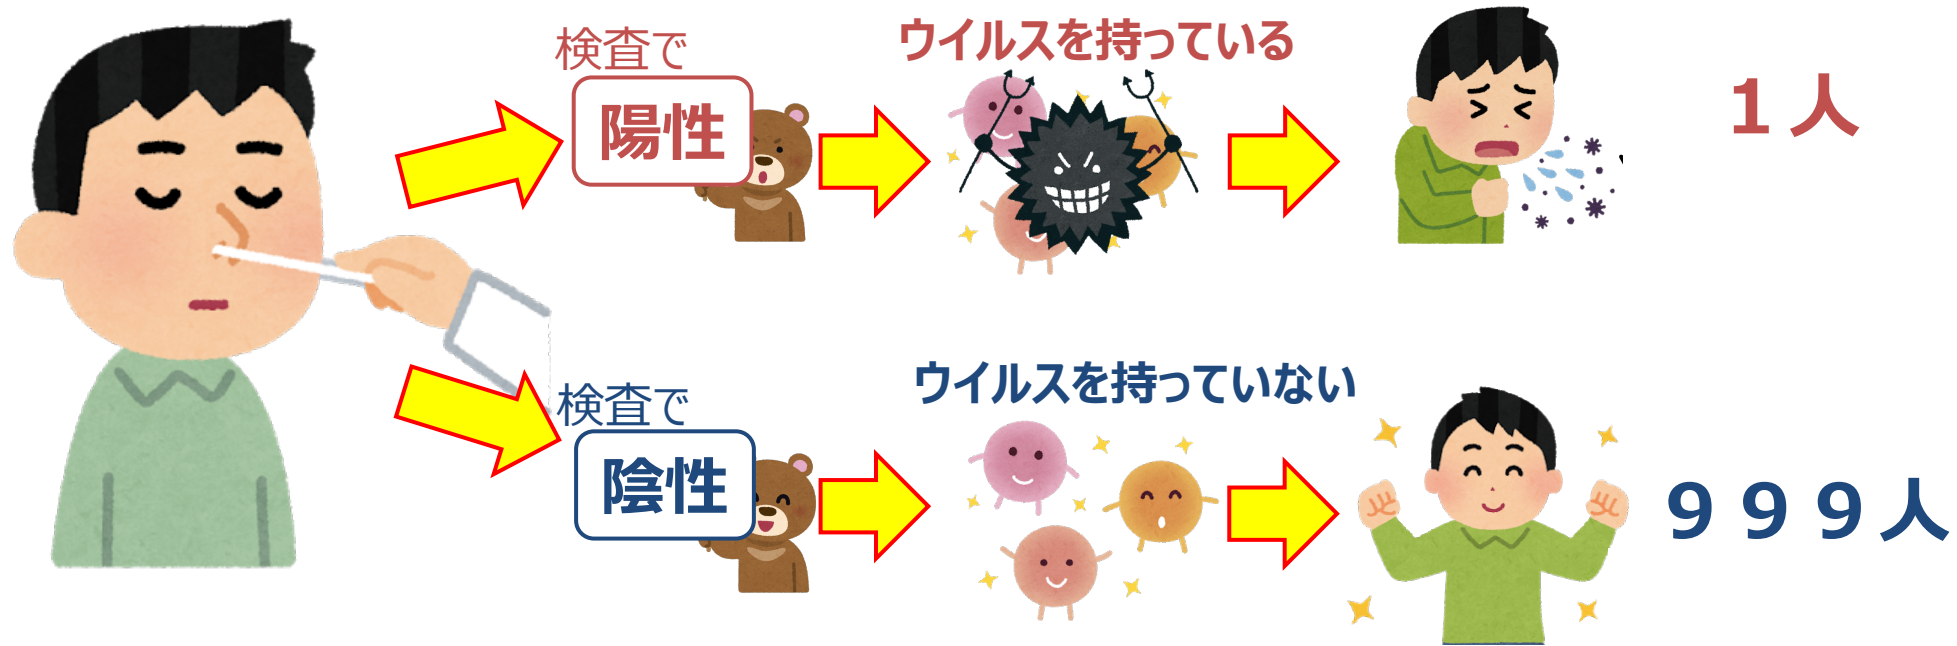 検査で
陽性
ウイルスを持っている
１人
検査で
陰性
ウイルスを持っていない
９９９人